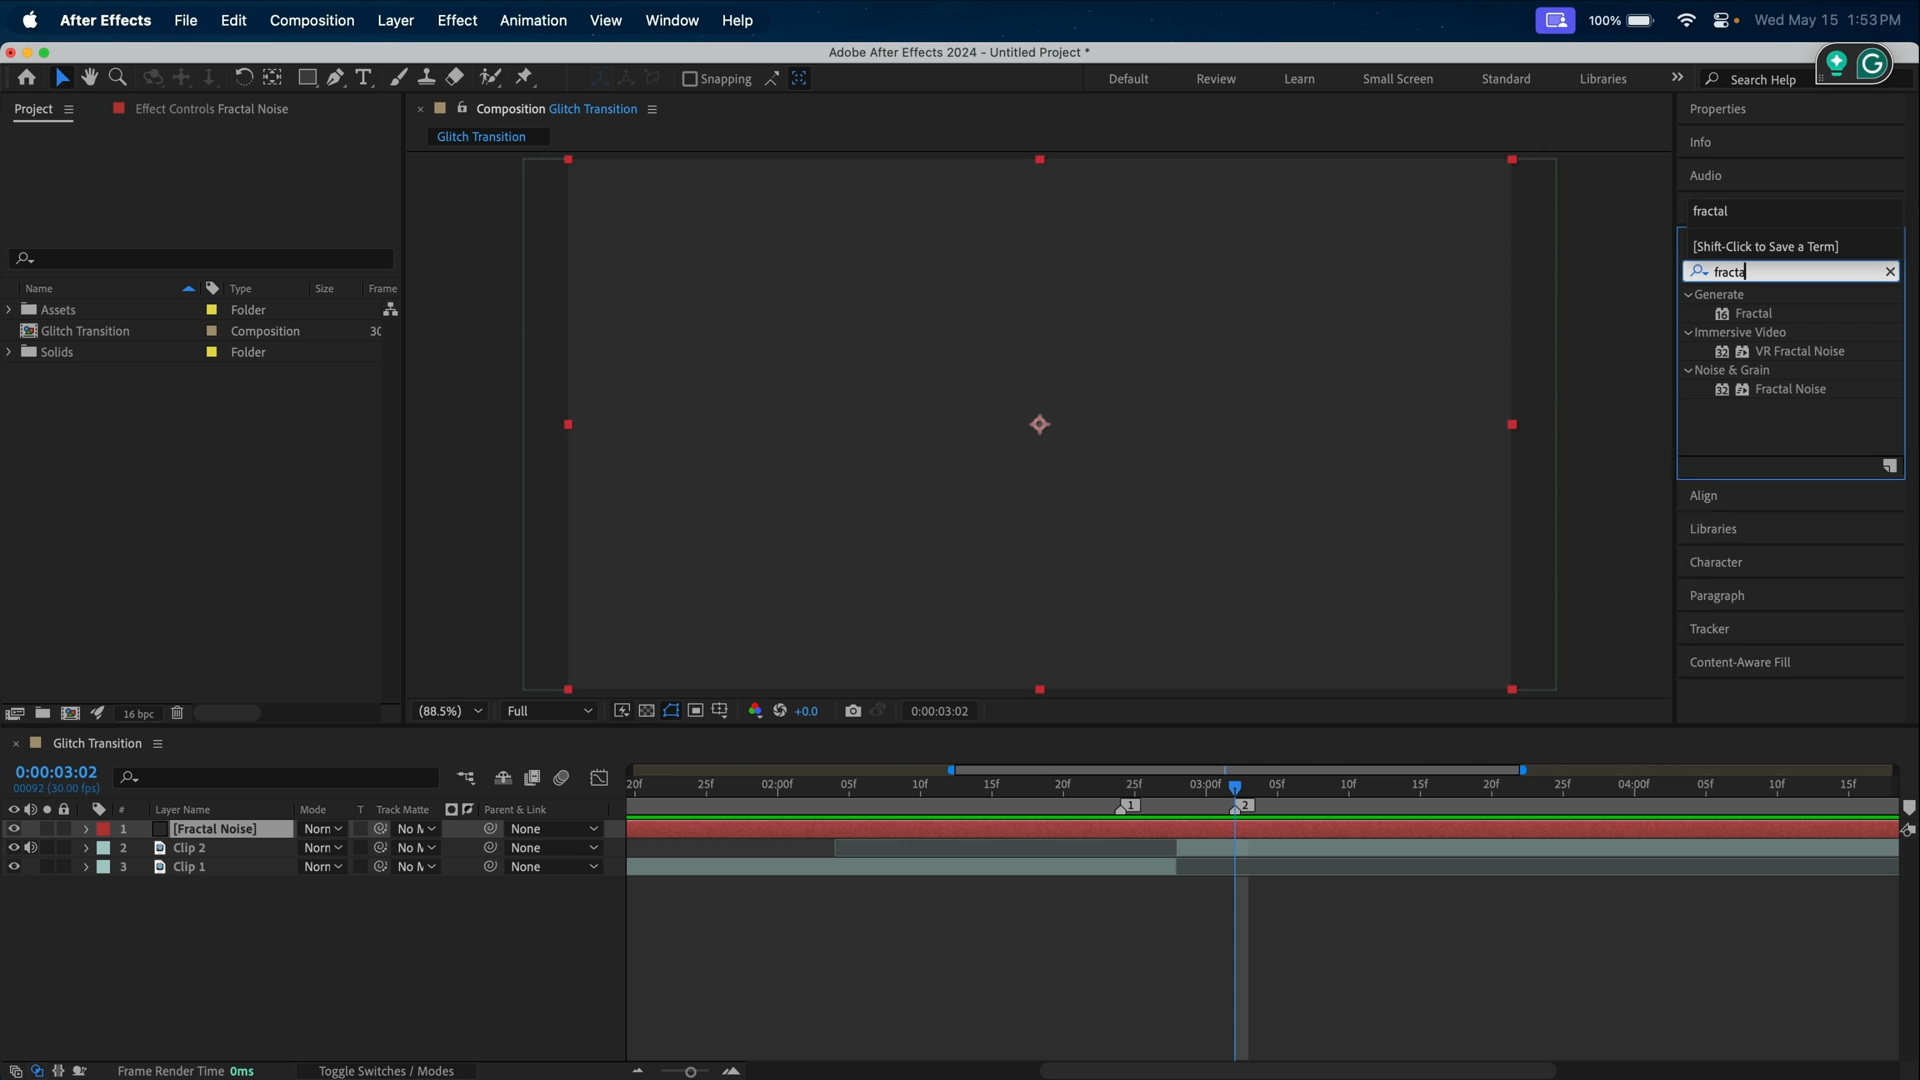 After Effects File Edit Composition Layer Effect Animation View Window Help 100% Wed May 15 1:53 PM
Adobe After Effects 2024 - Untitled Project *
T Snapping Default Review Learn Small Screen Standard Libraries Search Help
Project Effect Controls Fractal Noise Composition Glitch Transition Properties
Glitch Transition
Info
Audio
fractal
[Shift-Click to Save a Term]
fracta
Name Type Size Frame
Generate
Assets Folder
Fractal
Glitch Transition Composition 30
Immersive Video
Solids Folder
32 VR Fractal Noise
Noise & Grain
32 Fractal Noise
Align
Libraries
Character
Paragraph
Tracker
Content-Aware Fill
16 bpc (88.5%) Full +0.0 0:00:03:02
Glitch Transition
0:00:03:02
00092 (30.00 fps)
20f 25f 02:00f 05f 10f 15f 20f 25f 03:00f 05f 10f 15f 20f 25f 04:00f 05f 10f 15f
# Layer Name Mode T Track Matte Parent & Link 1 2
1 [Fractal Noise] Norn No M None
2 Clip 2 Norn No M None
3 Clip 1 Norn No M None
Frame Render Time 0ms Toggle Switches / Modes